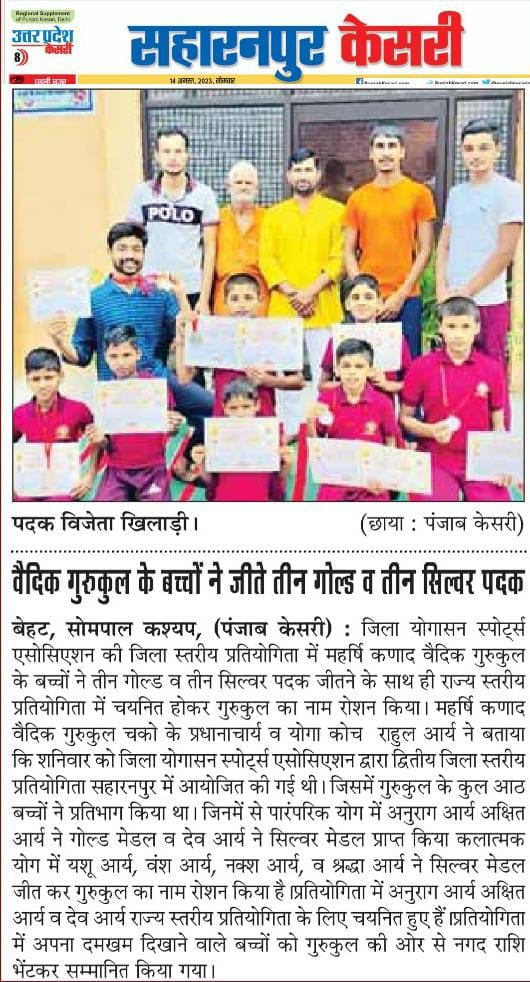 Regional Supplement
of Punjab Kesari, Delhi
उत्तर प्रदेश
केसरी
8
सहारनपुर केसरी
14 अगस्त, 2023, सोमवार
POLO
पदक विजेता खिलाड़ी। (छाया : पंजाब केसरी)
वैदिक गुरुकुल के बच्चों ने जीते तीन गोल्ड व तीन सिल्वर पदक
बेहट, सोमपाल कश्यप, (पंजाब केसरी) : जिला योगासन स्पोर्ट्स
एसोसिएशन की जिला स्तरीय प्रतियोगिता में महर्षि कणाद वैदिक गुरुकुल
के बच्चों ने तीन गोल्ड व तीन सिल्वर पदक जीतने के साथ ही राज्य स्तरीय
प्रतियोगिता में चयनित होकर गुरुकुल का नाम रोशन किया। महर्षि कणाद
वैदिक गुरुकुल चको के प्रधानाचार्य व योगा कोच राहुल आर्य ने बताया
कि शनिवार को जिला योगासन स्पोर्ट्स एसोसिएशन द्वारा द्वितीय जिला स्तरीय
प्रतियोगिता सहारनपुर में आयोजित की गई थी। जिसमें गुरुकुल के कुल आठ
बच्चों ने प्रतिभाग किया था। जिनमें से पारंपरिक योग में अनुराग आर्य अक्षित
आर्य ने गोल्ड मेडल व देव आर्य ने सिल्वर मेडल प्राप्त किया कलात्मक
योग में यशू आर्य, वंश आर्य, नक्श आर्य, व श्रद्धा आर्य ने सिल्वर मेडल
जीत कर गुरुकुल का नाम रोशन किया है।प्रतियोगिता में अनुराग आर्य अक्षित
आर्य व देव आर्य राज्य स्तरीय प्रतियोगिता के लिए चयनित हुए हैं।प्रतियोगिता
में अपना दमखम दिखाने वाले बच्चों को गुरुकुल की ओर से नगद राशि
भेंटकर सम्मानित किया गया।